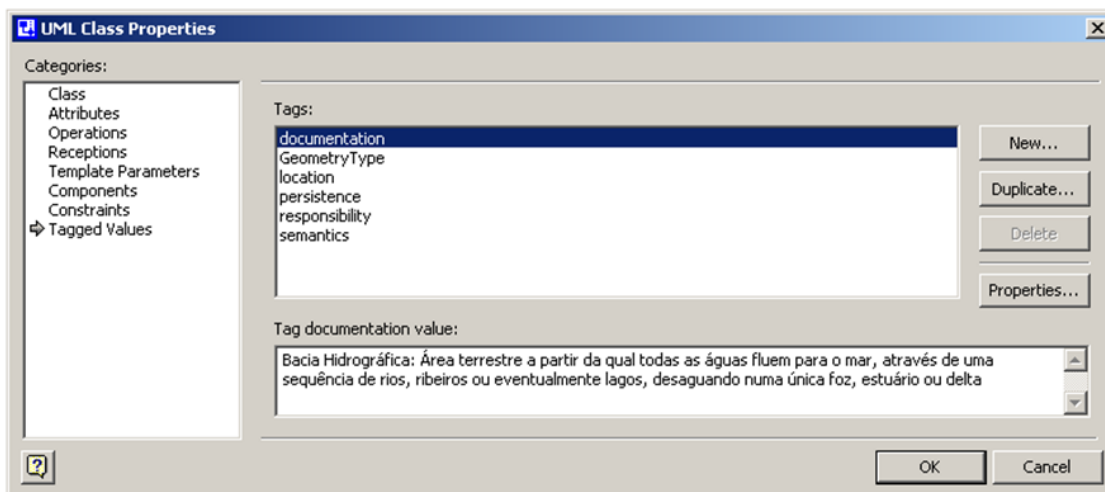 UML Class Properties
Categories:
Class
Attributes
Operations
Receptions
Template Parameters
Components
Constraints
Tagged Values
Tags:
documentation
GeometryType
location
persistence
responsibility
semantics
New...
Duplicate...
Delete
Properties...
Tag documentation value:
Bacia Hidrográfica: Área terrestre a partir da qual todas as águas fluem para o mar, através de uma
sequência de rios, ribeiros ou eventualmente lagos, desaguando numa única foz, estuário ou delta
OK
Cancel